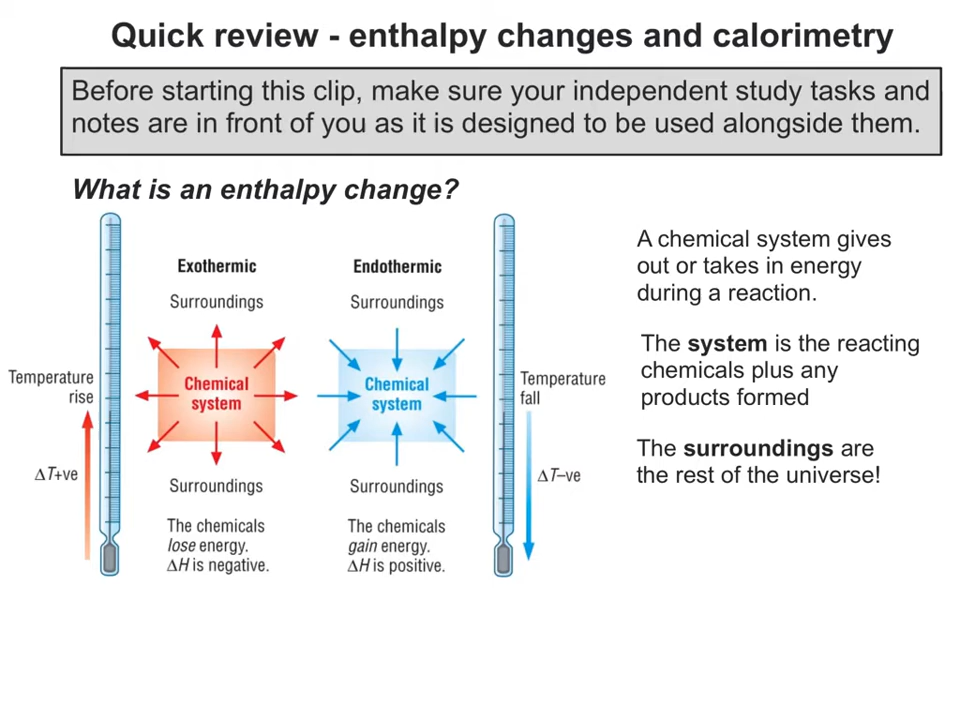 Quick review - enthalpy changes and calorimetry
Before starting this clip, make sure your independent study tasks and
notes are in front of you as it is designed to be used alongside them.
What is an enthalpy change?
Temperature
rise
ΔT+ve
Exothermic
Surroundings
Chemical
system
Surroundings
The chemicals
lose energy.
ΔH is negative.
Endothermic
Surroundings
Chemical
system
Surroundings
The chemicals
gain energy.
ΔH is positive.
Temperature
fall
ΔT–ve
A chemical system gives
out or takes in energy
during a reaction.
The system is the reacting
chemicals plus any
products formed
The surroundings are
the rest of the universe!